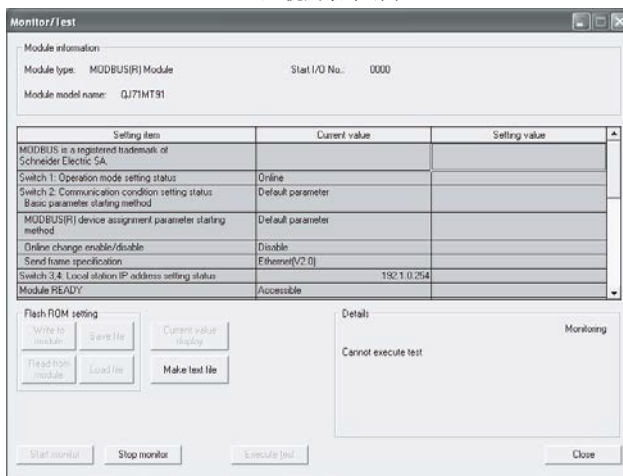 Monitor/Test
Module information
Module type: MODBUS(R) Module
Start I/O No.: 0000
Module model name: QJ71MT91
Setting item Current value Setting value
MODBUS is a registered trademark of
Schneider Electric SA.
Switch 1: Operation mode setting status Online
Switch 2: Communication condition setting status Default parameter
Basic parameter starting method
MODBUS(R) device assignment parameter starting Default parameter
method
Online change enable/disable Disable
Send frame specification Ethernet(V2.0)
Switch 3,4: Local station IP address setting status 192.1.0.254
Module READY Accessible
Flash ROM setting
Write to
module
Save file
Current value
display
Read from
module
Load file
Make text file
Details
Monitoring
Cannot execute test
Start monitor
Stop monitor
Execute test
Close